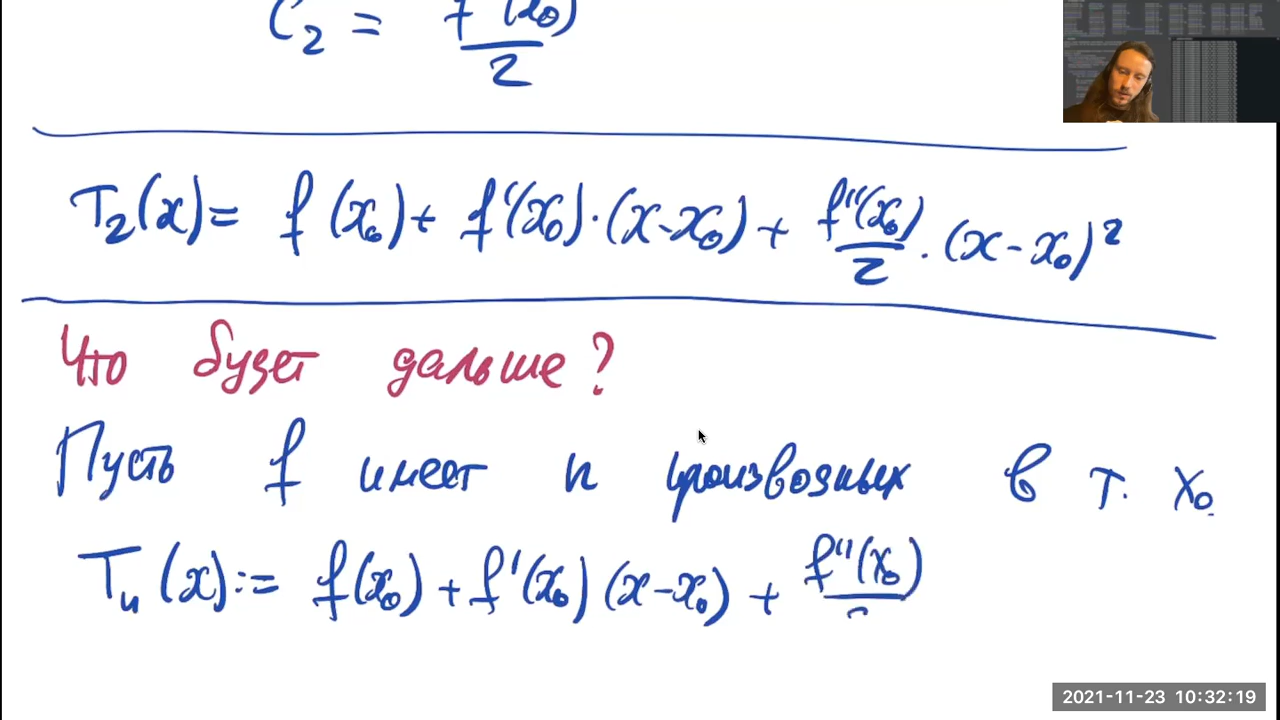 C₂ = f''(x₀)/2
T₂(x) = f(x₀) + f'(x₀)·(x-x₀) + f''(x₀)/2 · (x-x₀)²
Что будет дальше?
Пусть f имеет n производных в т. x₀.
Tₙ(x) := f(x₀) + f'(x₀)(x-x₀) + f''(x₀)/
2021-11-23 10:32:19